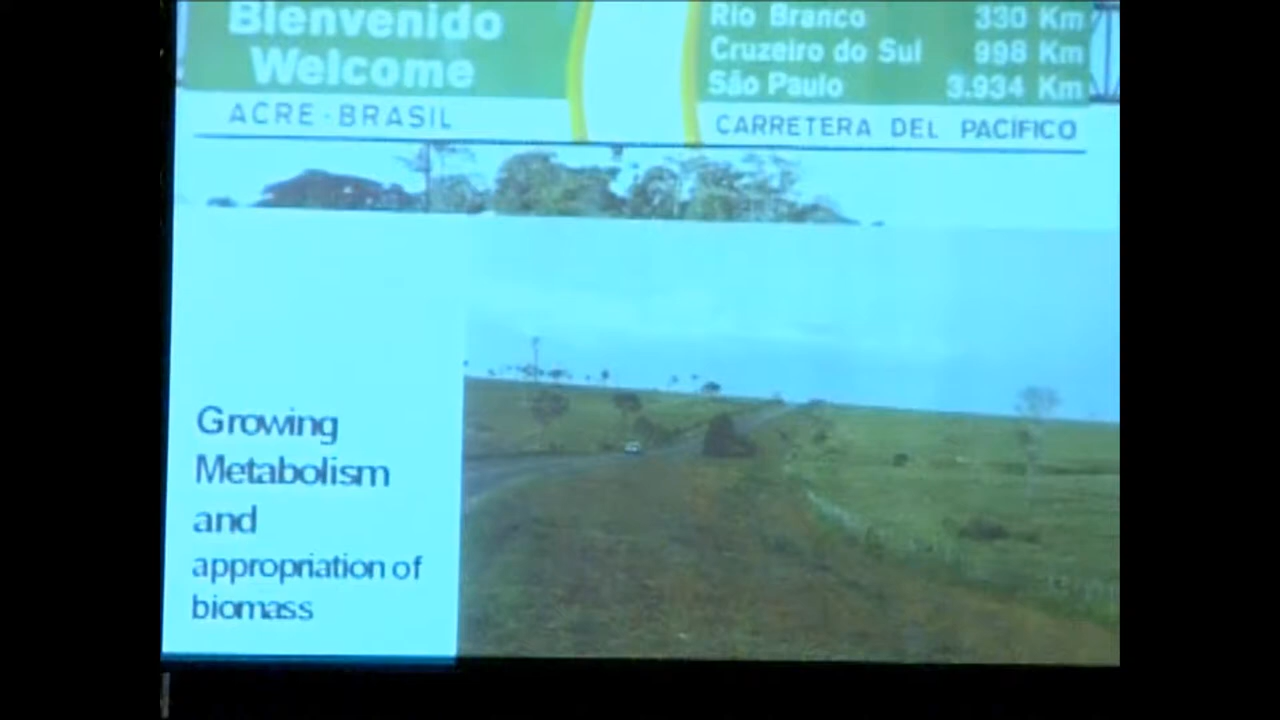 Bienvenido
Welcome
ACRE - BRASIL
Rio Branco 330 Km
Cruzeiro do Sul 998 Km
São Paulo 3.934 Km
CARRETERA DEL PACÍFICO
Growing
Metabolism
and
appropriation of
biomass